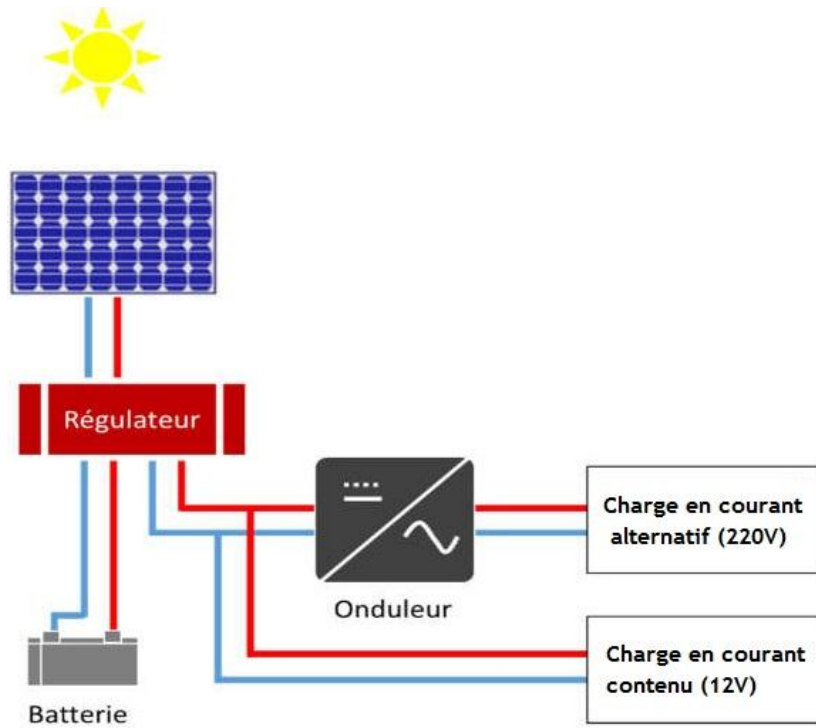 Régulateur
Charge en courant
alternatif (220V)
Onduleur
Charge en courant
contenu (12V)
Batterie